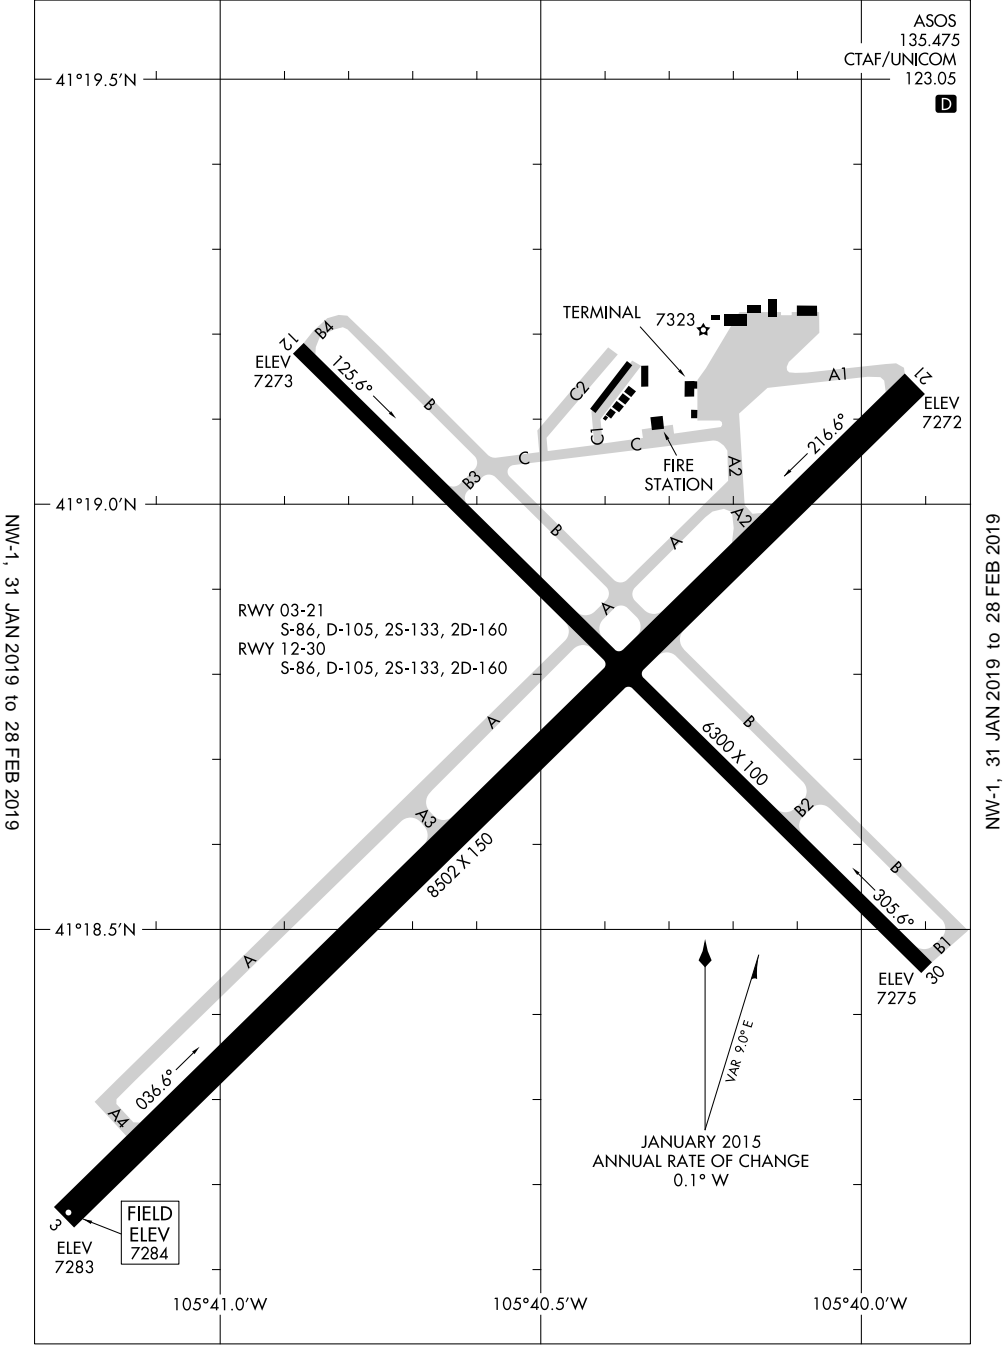 ASOS
135.475
CTAF/UNICOM
123.05
D
41°19.5'N
TERMINAL
7323
12
ELEV
7273
B4
125.6°
B
C2
C1
C
C
FIRE
STATION
A1
21
ELEV
7272
216.6°
A2
A2
B3
B
A
A
41°19.0'N
RWY 03-21
S-86, D-105, 2S-133, 2D-160
RWY 12-30
S-86, D-105, 2S-133, 2D-160
A
B
6300 X 100
B2
A3
8502 X 150
B
305.6°
B1
30
ELEV
7275
41°18.5'N
A
036.6°
A4
VAR 9.0° E
JANUARY 2015
ANNUAL RATE OF CHANGE
0.1° W
3
ELEV
7283
FIELD
ELEV
7284
105°41.0'W
105°40.5'W
105°40.0'W
NW-1, 31 JAN 2019 to 28 FEB 2019
NW-1, 31 JAN 2019 to 28 FEB 2019